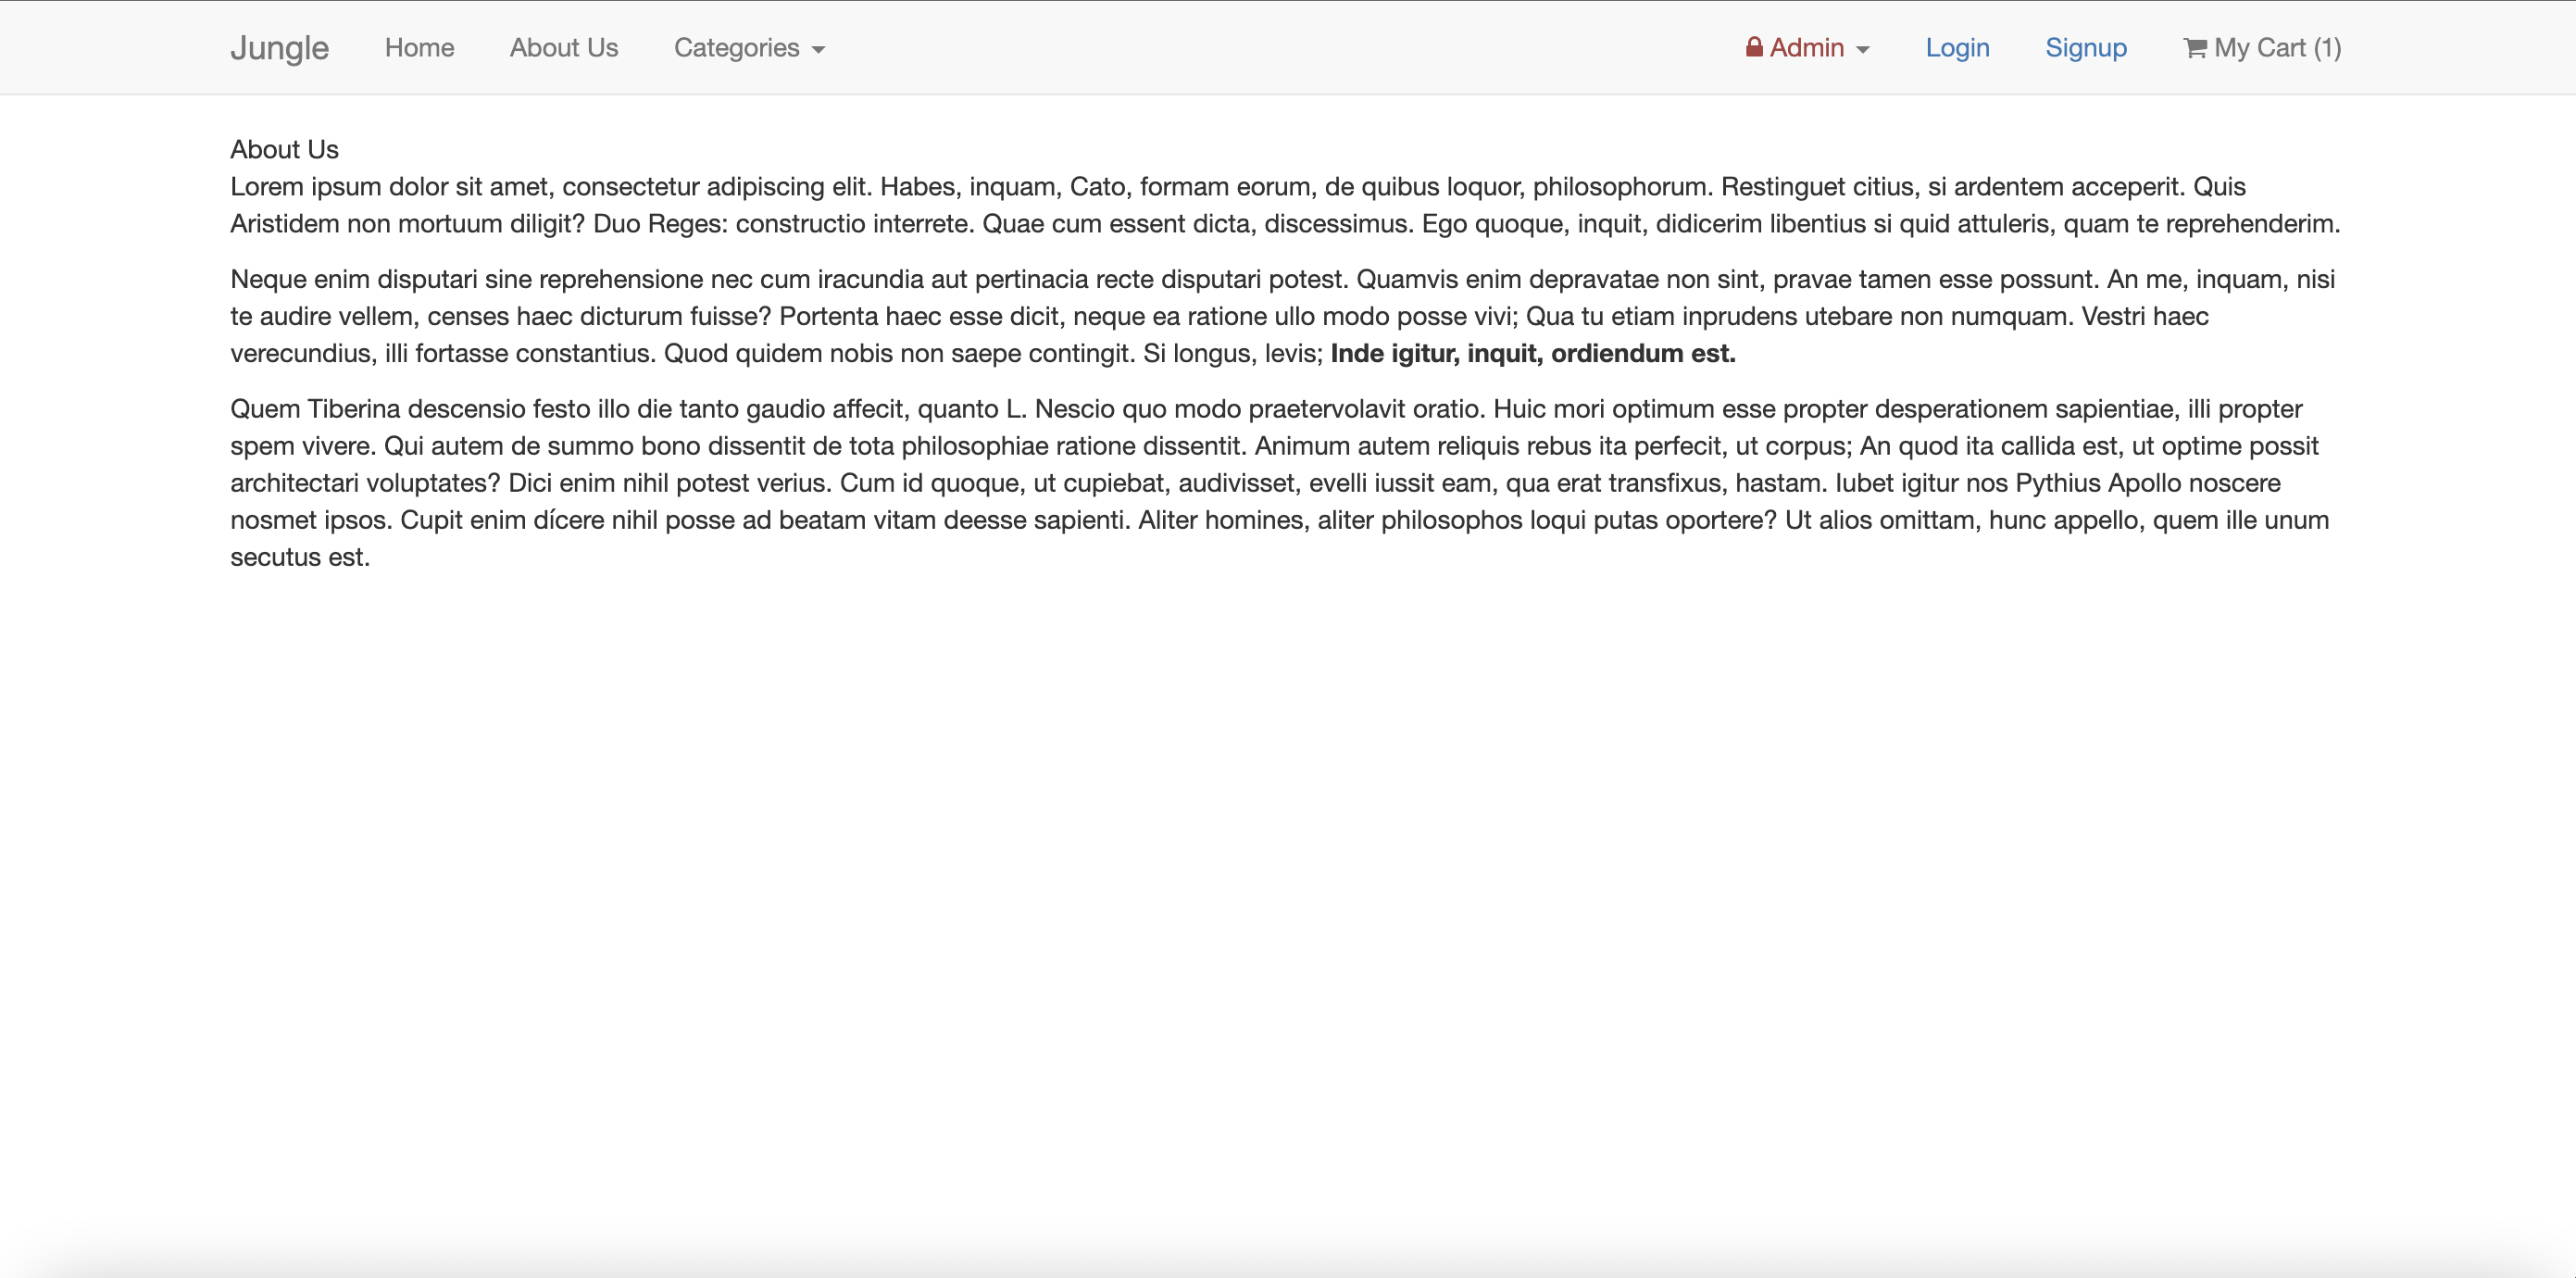 Jungle Home About Us Categories Admin Login Signup My Cart (1)
About Us
Lorem ipsum dolor sit amet, consectetur adipiscing elit. Habes, inquam, Cato, formam eorum, de quibus loquor, philosophorum. Restinguet citius, si ardentem acceperit. Quis
Aristidem non mortuum diligit? Duo Reges: constructio interrete. Quae cum essent dicta, discessimus. Ego quoque, inquit, didicerim libentius si quid attuleris, quam te reprehenderim.
Neque enim disputari sine reprehensione nec cum iracundia aut pertinacia recte disputari potest. Quamvis enim depravatae non sint, pravae tamen esse possunt. An me, inquam, nisi
te audire vellem, censes haec dicturum fuisse? Portenta haec esse dicit, neque ea ratione ullo modo posse vivi; Qua tu etiam inprudens utebare non numquam. Vestri haec
verecundius, illi fortasse constantius. Quod quidem nobis non saepe contingit. Si longus, levis; Inde igitur, inquit, ordiendum est.
Quem Tiberina descensio festo illo die tanto gaudio affecit, quanto L. Nescio quo modo praetervolavit oratio. Huic mori optimum esse propter desperationem sapientiae, illi propter
spem vivere. Qui autem de summo bono dissentit de tota philosophiae ratione dissentit. Animum autem reliquis rebus ita perfecit, ut corpus; An quod ita callida est, ut optime possit
architectari voluptates? Dici enim nihil potest verius. Cum id quoque, ut cupiebat, audivisset, evelli iussit eam, qua erat transfixus, hastam. Iubet igitur nos Pythius Apollo noscere
nosmet ipsos. Cupit enim dícere nihil posse ad beatam vitam deesse sapienti. Aliter homines, aliter philosophos loqui putas oportere? Ut alios omittam, hunc appello, quem ille unum
secutus est.